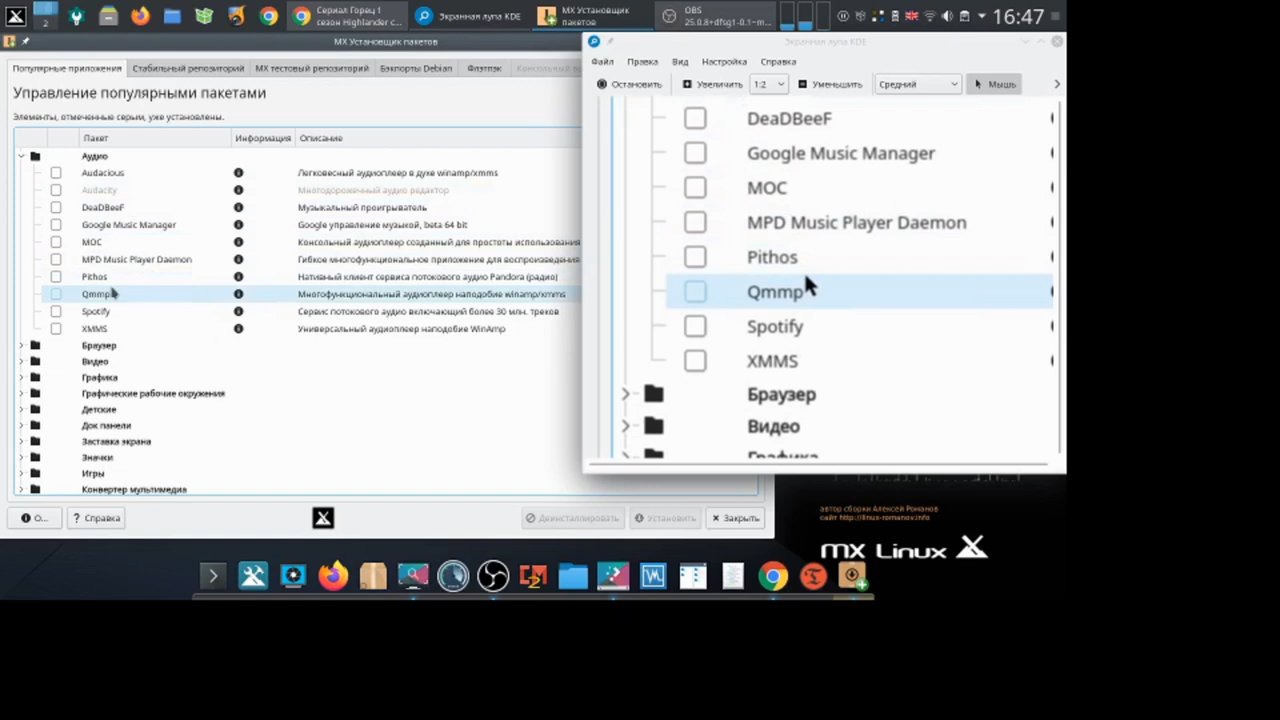 2
Сериал Горец 1
сезон Highlander с...
Экранная лупа KDE
МХ Установщик
пакетов
OBS
25.0.8+dfsg1-0.1~m...
16:47
МХ Установщик пакетов
Популярные приложения
Стабильный репозиторий
МХ тестовый репозиторий
Бэкпорты Debian
Флэтпэк
Управление популярными пакетами
Элементы, отмеченные серым, уже установлены.
Пакет Информация Описание
Аудио
Audacious Легковесный аудиоплеер в духе winamp/xmms
Audacity Многодорожечный аудио редактор
DeaDBeeF Музыкальный проигрыватель
Google Music Manager Google управление музыкой, beta 64 bit
MOC Консольный аудиоплеер созданный для простоты использования
MPD Music Player Daemon Гибкое многофункциональное приложение для воспроизведения
Pithos Нативный клиент сервиса потокового аудио Pandora (радио)
Qmmp Многофункциональный аудиоплеер наподобие winamp/xmms
Spotify Сервис потокового аудио включающий более 30 млн. треков
XMMS Универсальный аудиоплеер наподобие WinAmp
Браузер
Видео
Графика
Графические рабочие окружения
Детские
Док панели
Заставка экрана
Значки
Игры
Конвертер мультимедиа
О...
? Справка
Деинсталлировать
Установить
Закрыть
Экранная лупа KDE
Файл Правка Вид Настройка Справка
Остановить Увеличить 1:2 Уменьшить Средний Мышь
DeaDBeeF
Google Music Manager
MOC
MPD Music Player Daemon
Pithos
Qmmp
Spotify
XMMS
Браузер
Видео
Графика
автор сборки Алексей Романов
сайт http://linux-romanov.info
MX Linux